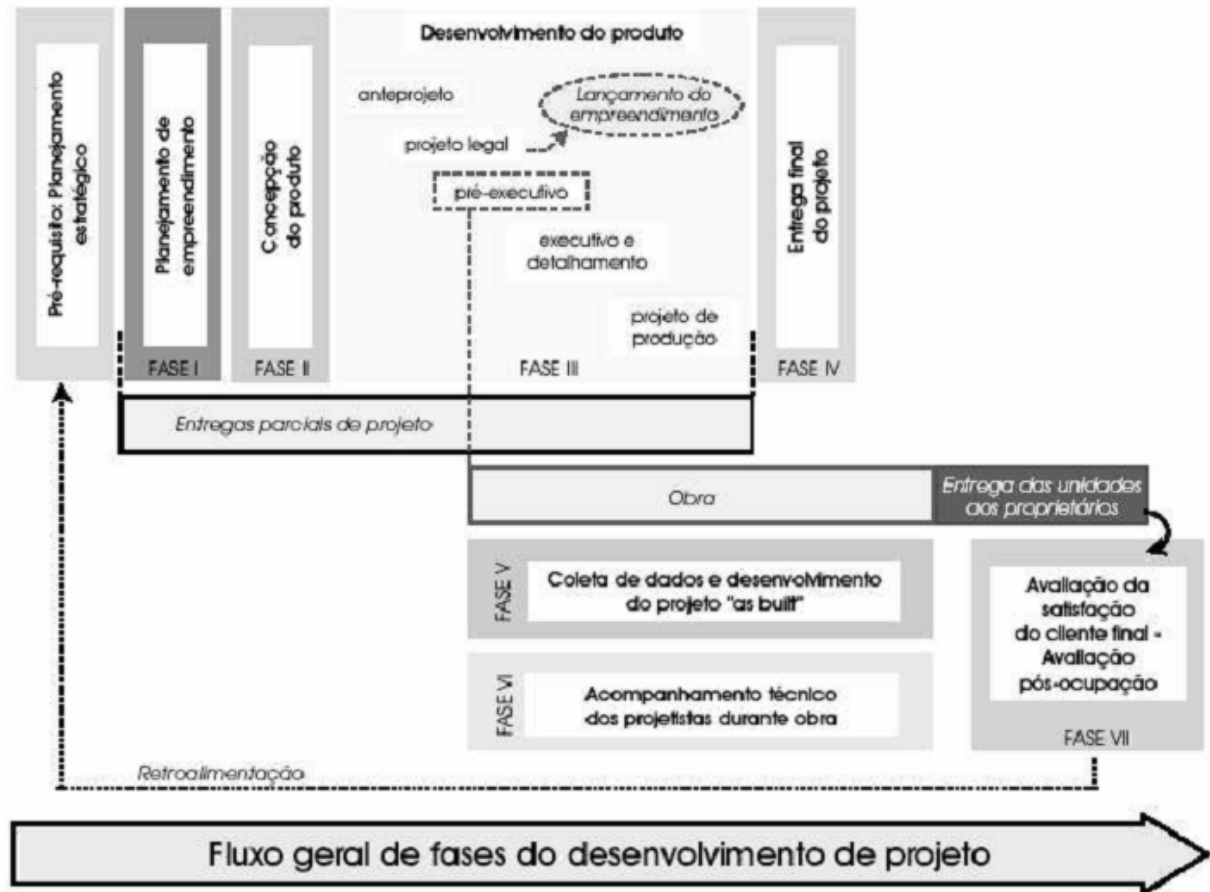 Pré-requisito: Planejamento
estratégico
Planejamento de
empreendimento
FASE I
Concepção
do produto
FASE II
Desenvolvimento do produto
anteprojeto
Lançamento do
empreendimento
projeto legal
pré-executivo
executivo e
detalhamento
projeto de
produção
FASE III
Entrega final
do projeto
FASE IV
Entregas parciais de projeto
Obra
Entrega das unidades
aos proprietários
FASE V
Coleta de dados e desenvolvimento
do projeto "as built"
FASE VI
Acompanhamento técnico
dos projetistas durante obra
Avaliação da
satisfação
do cliente final -
Avaliação
pós-ocupação
FASE VII
Retroalimentação
Fluxo geral de fases do desenvolvimento de projeto